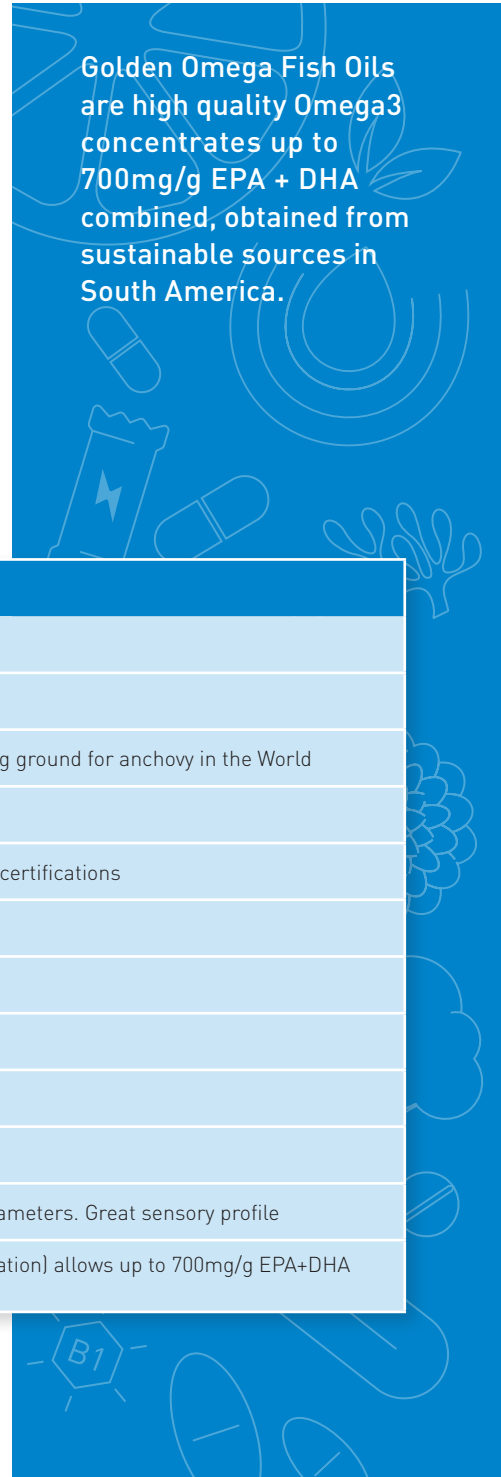 Golden Omega Fish Oils
are high quality Omega3
concentrates up to
700mg/g EPA + DHA
combined, obtained from
sustainable sources in
South America.
g ground for anchovy in the World
certifications
ameters. Great sensory profile
ation) allows up to 700mg/g EPA+DHA
B1